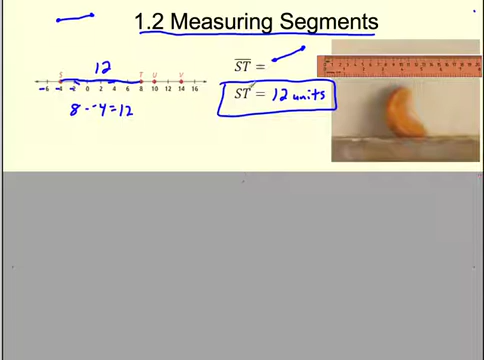 1.2 Measuring Segments
12
S T U V
-6 -4 -2 0 2 4 6 8 10 12 14 16
8 - -4 = 12
ST =
ST = 12 units